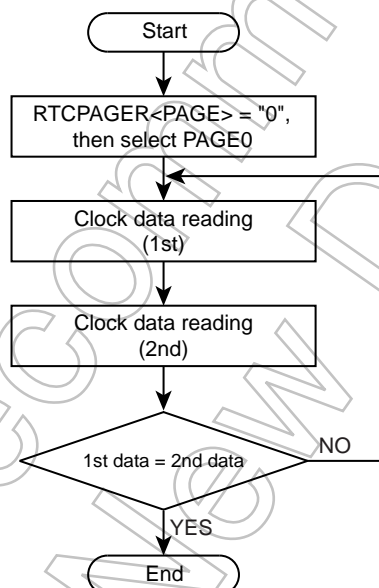 Start
RTCPAGER<PAGE> = "0",
then select PAGE0
Clock data reading
(1st)
Clock data reading
(2nd)
1st data = 2nd data
NO
YES
End